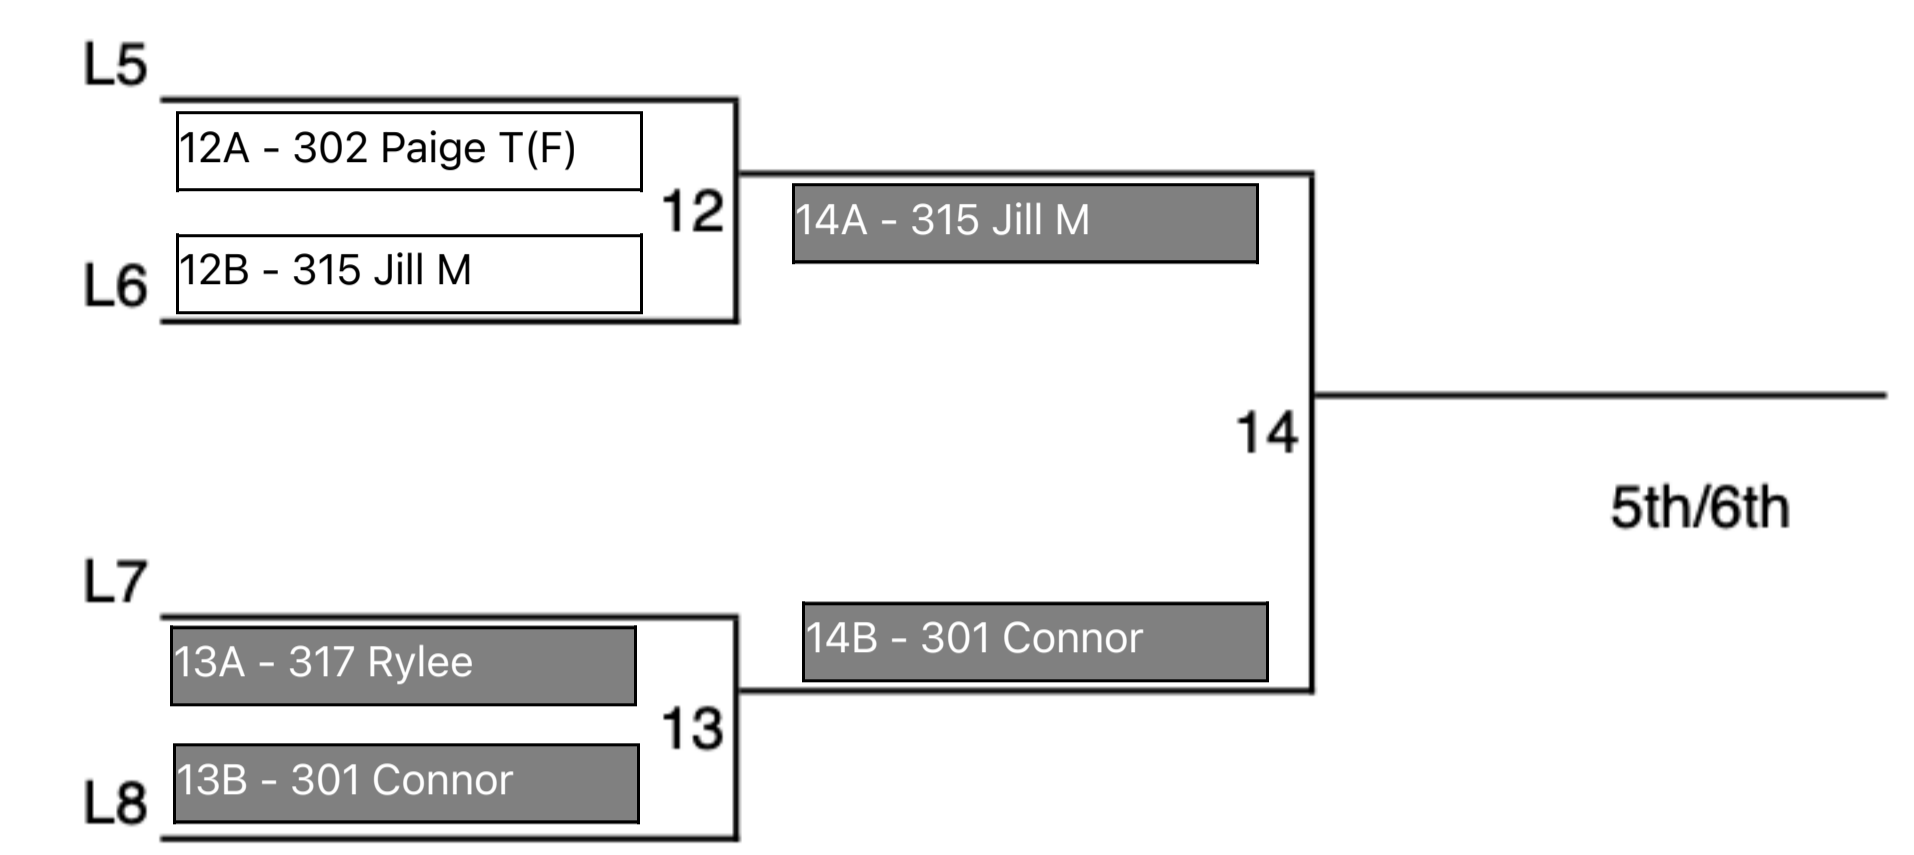 L5
12A - 302 Paige T(F)
12
14A - 315 Jill M
12B - 315 Jill M
L6
14
5th/6th
L7
13A - 317 Rylee
14B - 301 Connor
13
13B - 301 Connor
L8